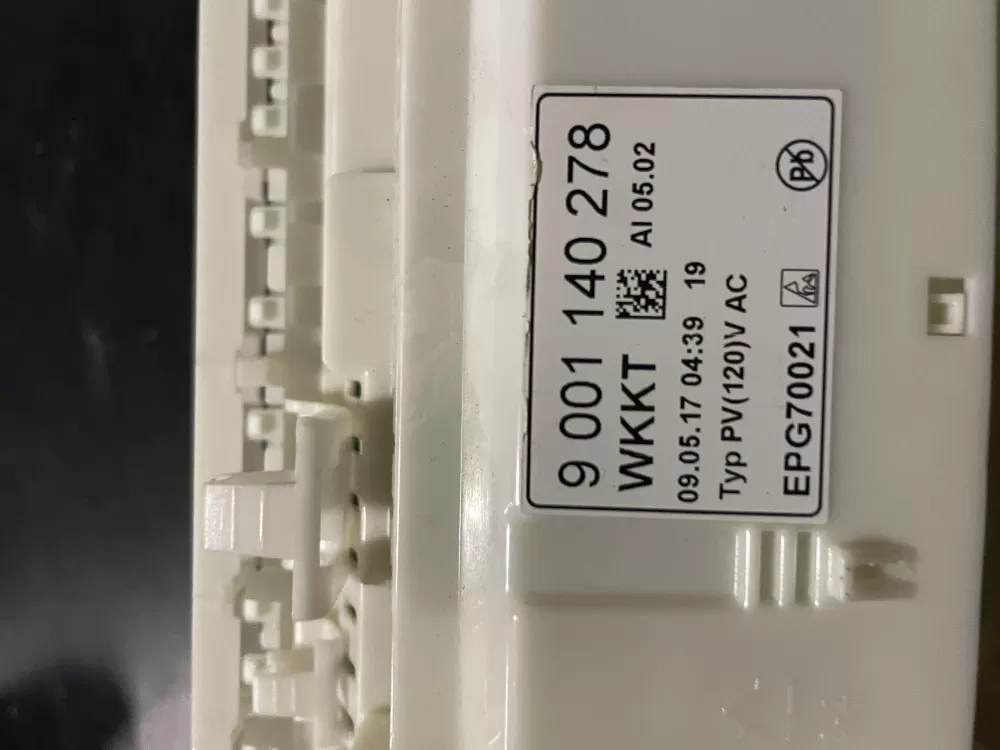 9 001 140 278
WKKT AI 05.02
09.05.17 04:39 19
Typ PV(120)V AC
EPG70021
Pb